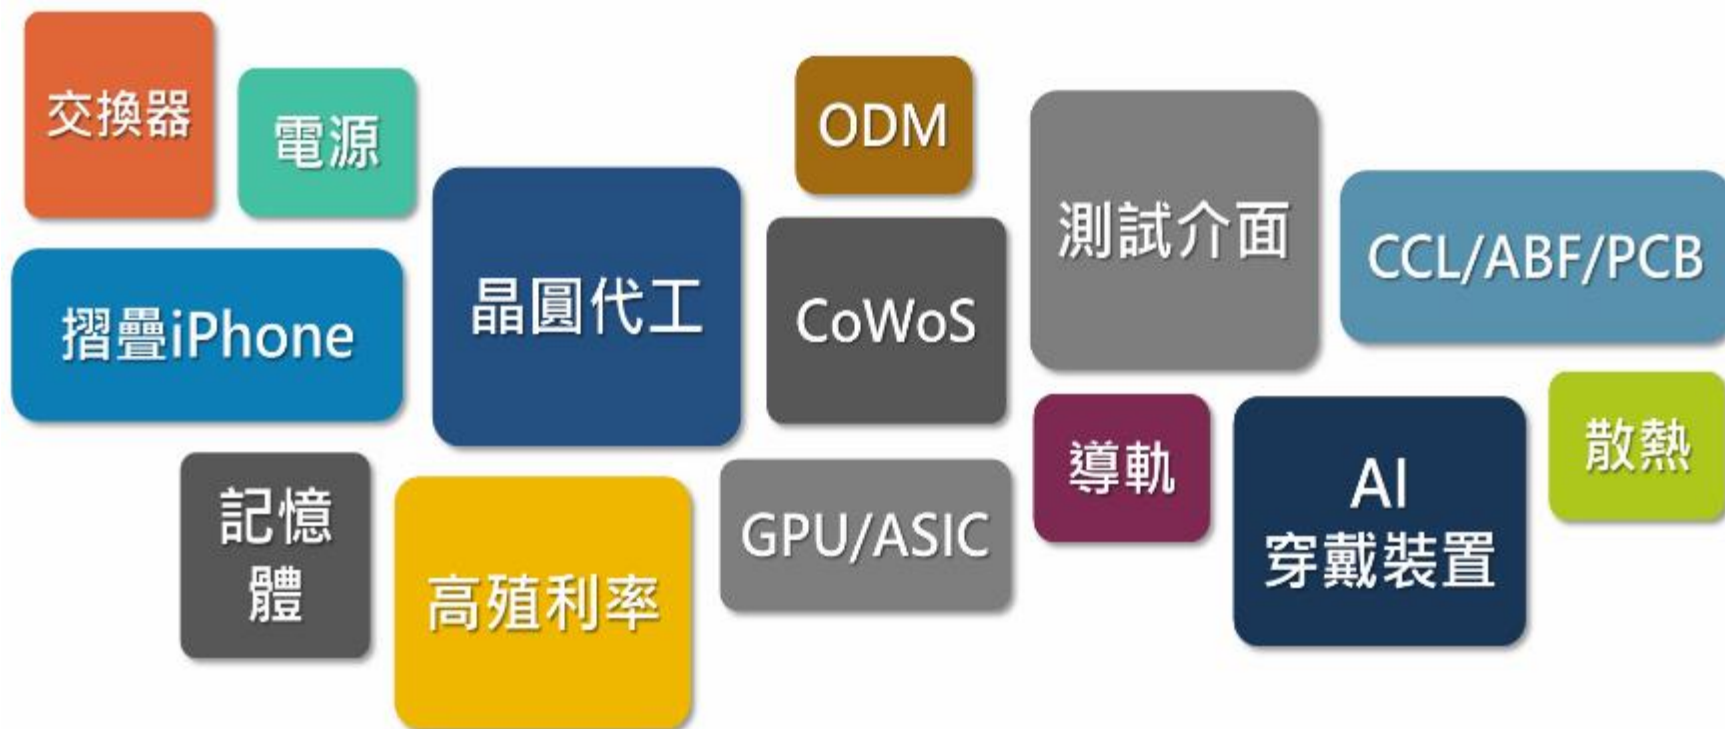 交換器
電源
ODM
測試介面
CCL/ABF/PCB
摺疊iPhone
晶圓代工
CoWoS
導軌
AI
穿戴裝置
散熱
記憶
體
高殖利率
GPU/ASIC